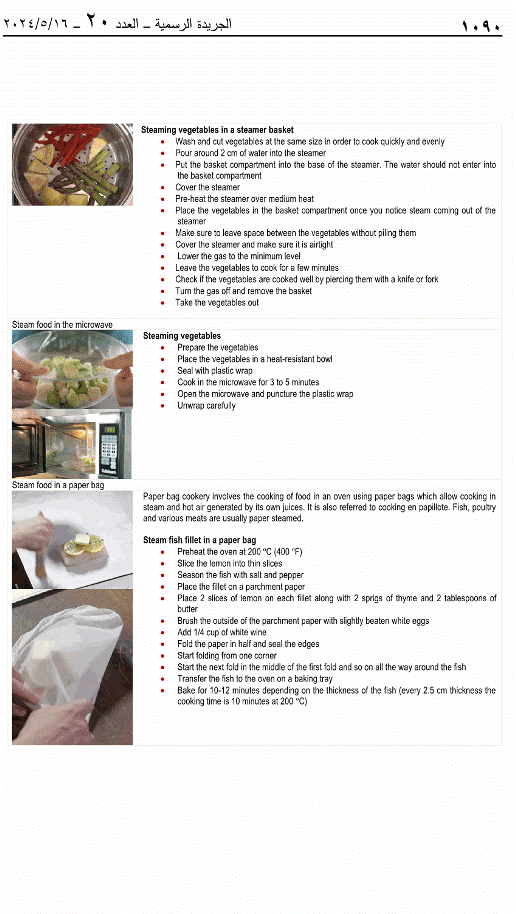 ١٠٩٠
الجريدة الرسمية – العدد ٢٠ – ٢٠٢٤/٥/١٦
Steaming vegetables in a steamer basket
• Wash and cut vegetables at the same size in order to cook quickly and evenly
• Pour around 2 cm of water into the steamer
• Put the basket compartment into the base of the steamer. The water should not enter into
the basket compartment
• Cover the steamer
• Pre-heat the steamer over medium heat
• Place the vegetables in the basket compartment once you notice steam coming out of the
steamer
• Make sure to leave space between the vegetables without piling them
• Cover the steamer and make sure it is airtight
• Lower the gas to the minimum level
• Leave the vegetables to cook for a few minutes
• Check if the vegetables are cooked well by piercing them with a knife or fork
• Turn the gas off and remove the basket
• Take the vegetables out
Steam food in the microwave
Steaming vegetables
• Prepare the vegetables
• Place the vegetables in a heat-resistant bowl
• Seal with plastic wrap
• Cook in the microwave for 3 to 5 minutes
• Open the microwave and puncture the plastic wrap
• Unwrap carefully
Steam food in a paper bag
Paper bag cookery involves the cooking of food in an oven using paper bags which allow cooking in
steam and hot air generated by its own juices. It is also referred to cooking en papillote. Fish, poultry
and various meats are usually paper steamed.
Steam fish fillet in a paper bag
• Preheat the oven at 200 °C (400 °F)
• Slice the lemon into thin slices
• Season the fish with salt and pepper
• Place the fillet on a parchment paper
• Place 2 slices of lemon on each fillet along with 2 sprigs of thyme and 2 tablespoons of
butter
• Brush the outside of the parchment paper with slightly beaten white eggs
• Add 1/4 cup of white wine
• Fold the paper in half and seal the edges
• Start folding from one corner
• Start the next fold in the middle of the first fold and so on all the way around the fish
• Transfer the fish to the oven on a baking tray
• Bake for 10-12 minutes depending on the thickness of the fish (every 2.5 cm thickness the
cooking time is 10 minutes at 200 °C)